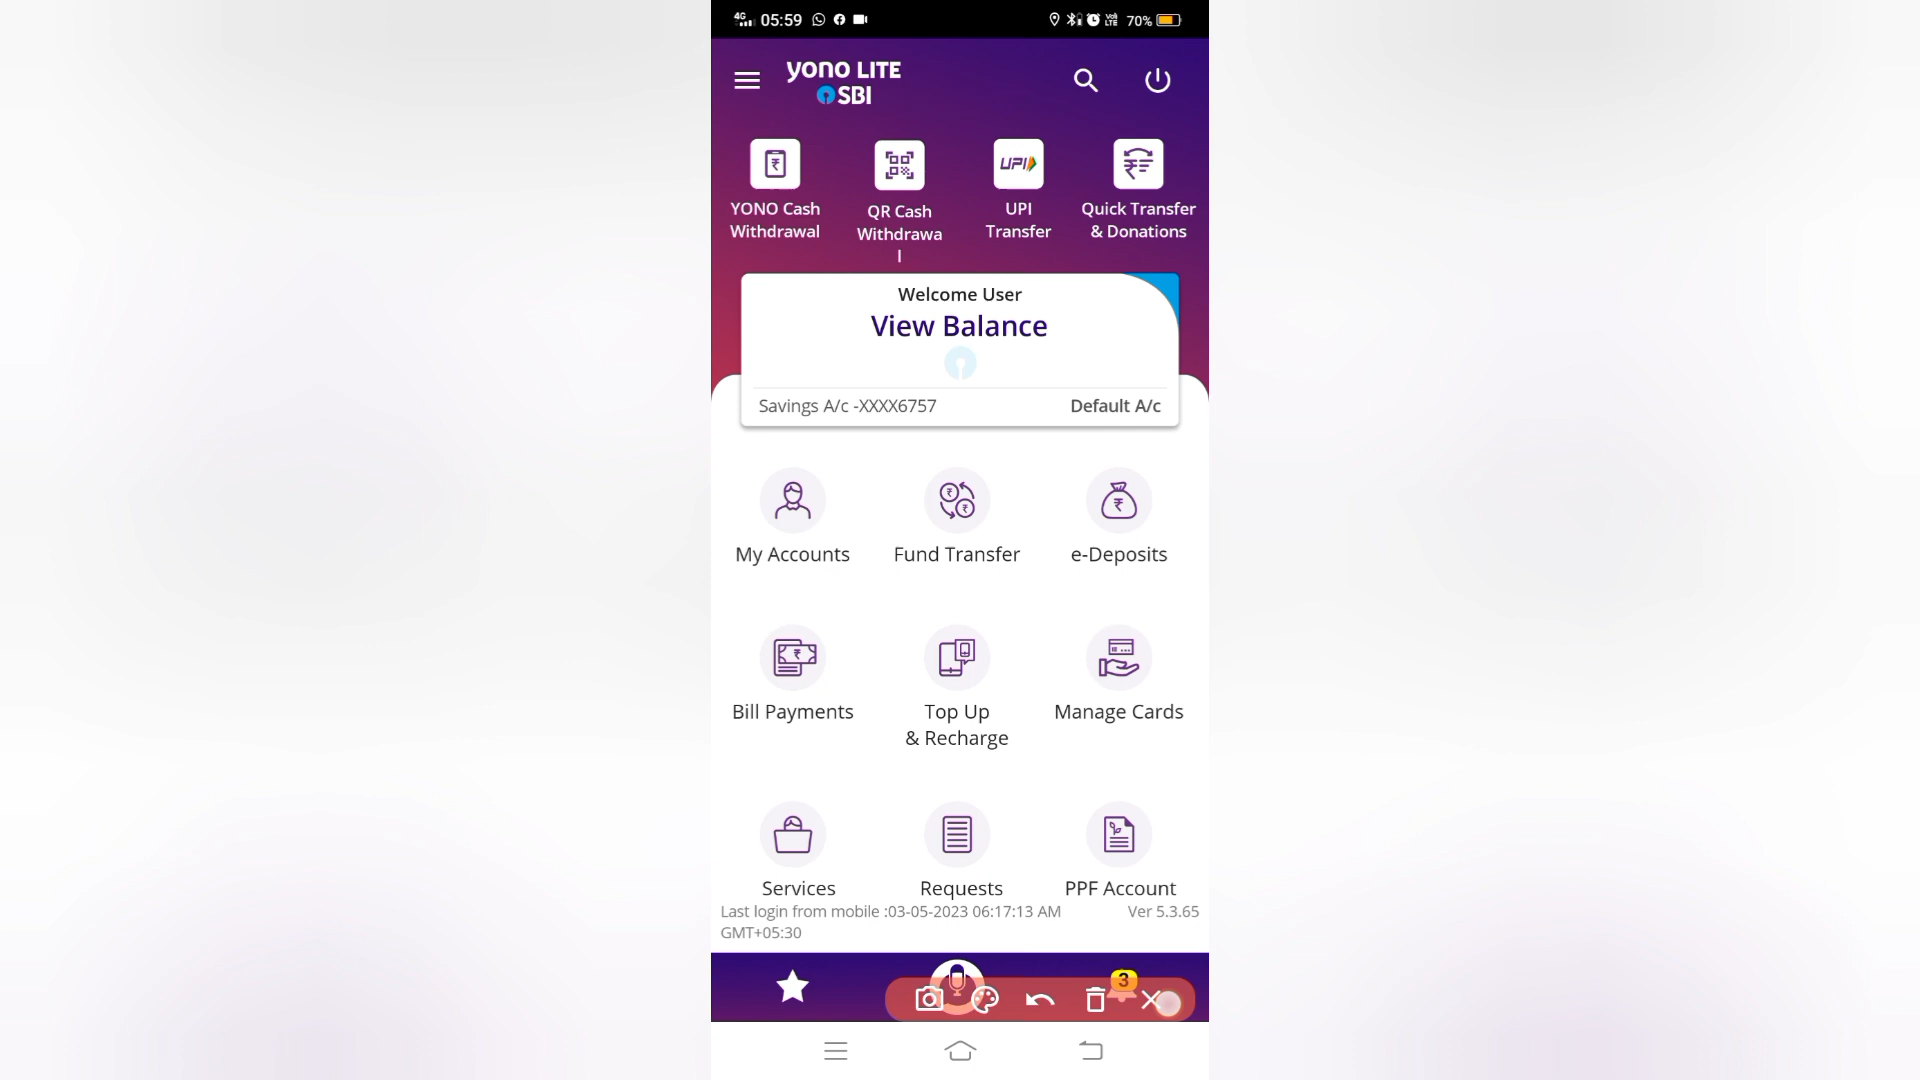 4G 05:59 70%
yono LITE
SBI
YONO Cash
Withdrawal
QR Cash
Withdrawa
l
UPI
UPI
Transfer
Quick Transfer
& Donations
Welcome User
View Balance
Savings A/c -XXXX6757 Default A/c
My Accounts Fund Transfer e-Deposits
Bill Payments
Top Up
& Recharge
Manage Cards
Services Requests PPF Account
Last login from mobile :03-05-2023 06:17:13 AM
GMT+05:30
Ver 5.3.65
3